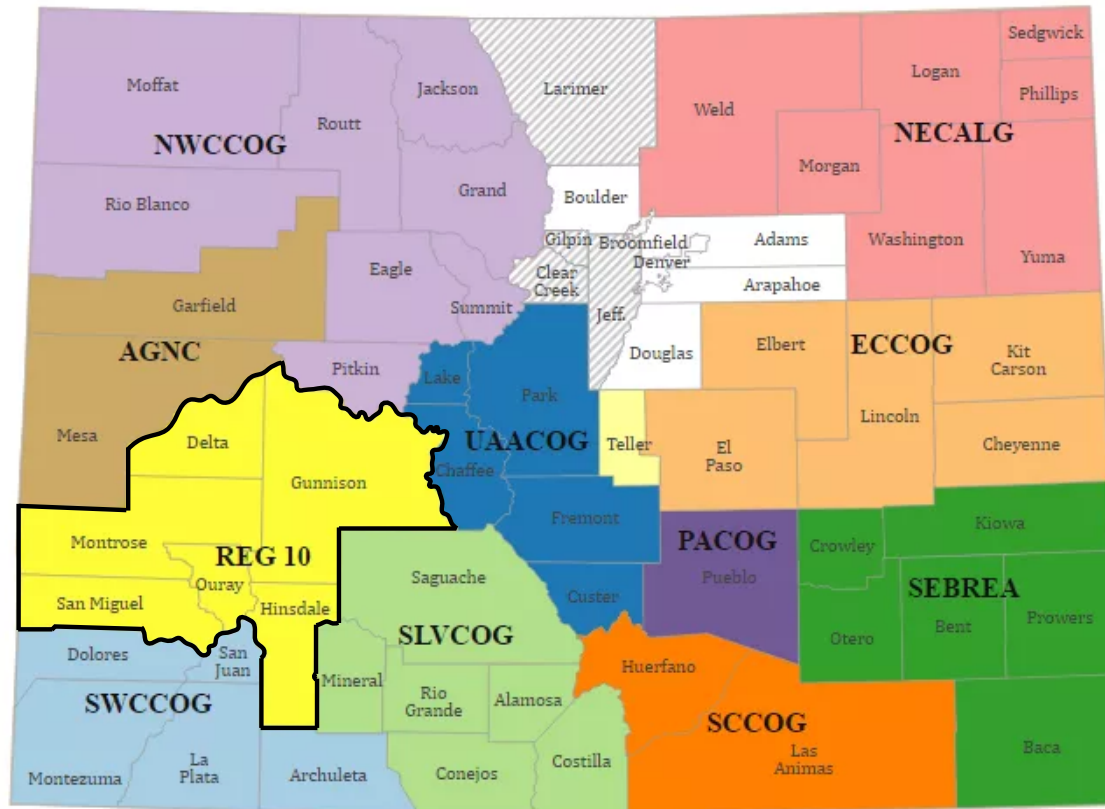 Sedgwick
Moffat
Jackson
Larimer
Logan
Phillips
Weld
Routt
NWCCOG
NECALG
Morgan
Grand
Boulder
Rio Blanco
Gilpin
Broomfield
Adams
Washington
Yuma
Denver
Eagle
Clear
Creek
Arapahoe
Garfield
Summit
Jeff.
AGNC
Douglas
Elbert
ECCOG
Kit
Carson
Pitkin
Lake
Park
Lincoln
Mesa
Delta
UAACOG
Teller
El
Paso
Cheyenne
Chaffee
Gunnison
Fremont
Kiowa
Montrose
REG 10
PACOG
Crowley
Saguache
Pueblo
Ouray
SEBREA
San Miguel
Hinsdale
Custer
Bent
Prowers
SLVCOG
Otero
Dolores
San
Juan
Huerfano
Mineral
Rio
Grande
Alamosa
SWCCOG
SCCOG
Baca
La
Plata
Las
Animas
Costilla
Montezuma
Archuleta
Conejos